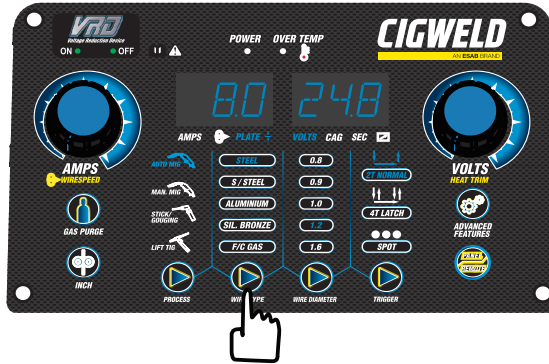 VRD
Voltage Reduction Device
ON OFF
POWER OVER TEMP
CIGWELD
AN ESAB BRAND
8.0 24.8
AMPS PLATE VOLTS CAG SEC
AMPS
WIRESPEED
VOLTS
HEAT TRIM
AUTO MIG
MAN. MIG
STICK/
GOUGING
LIFT TIG
STEEL
S/STEEL
ALUMINIUM
SIL. BRONZE
F/C GAS
0.8
0.9
1.0
1.2
1.6
2T NORMAL
4T LATCH
SPOT
GAS PURGE
INCH
ADVANCED
FEATURES
PANEL
REMOTE
PROCESS
WIRE DIAMETER
TRIGGER